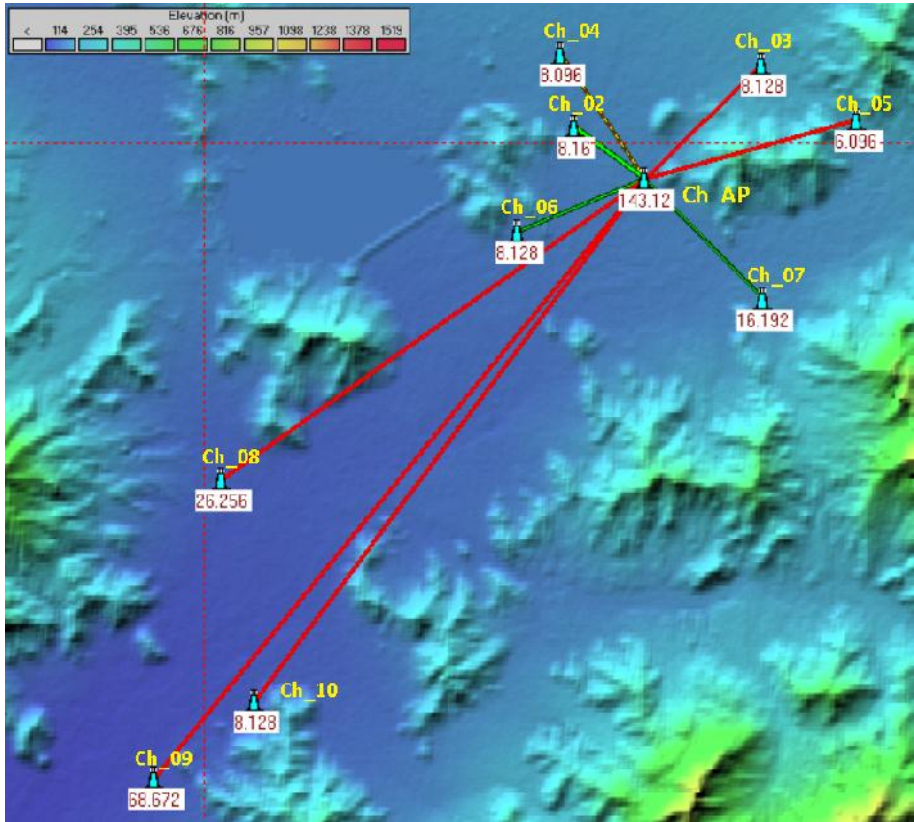 Elevation (m)
< 114 254 395 536 676 816 957 1098 1238 1378 1519
Ch_04
8.096
Ch_03
8.128
Ch_02
8.16
Ch_05
6.096
Ch AP
143.12
Ch_06
8.128
Ch_07
16.192
Ch_08
26.256
Ch_10
8.128
Ch_09
68.672